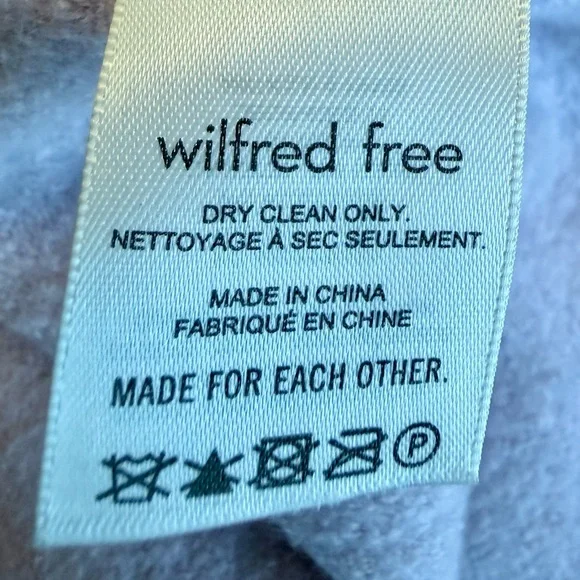 wilfred free
DRY CLEAN ONLY.
NETTOYAGE À SEC SEULEMENT.
MADE IN CHINA
FABRIQUÉ EN CHINE
MADE FOR EACH OTHER.
P